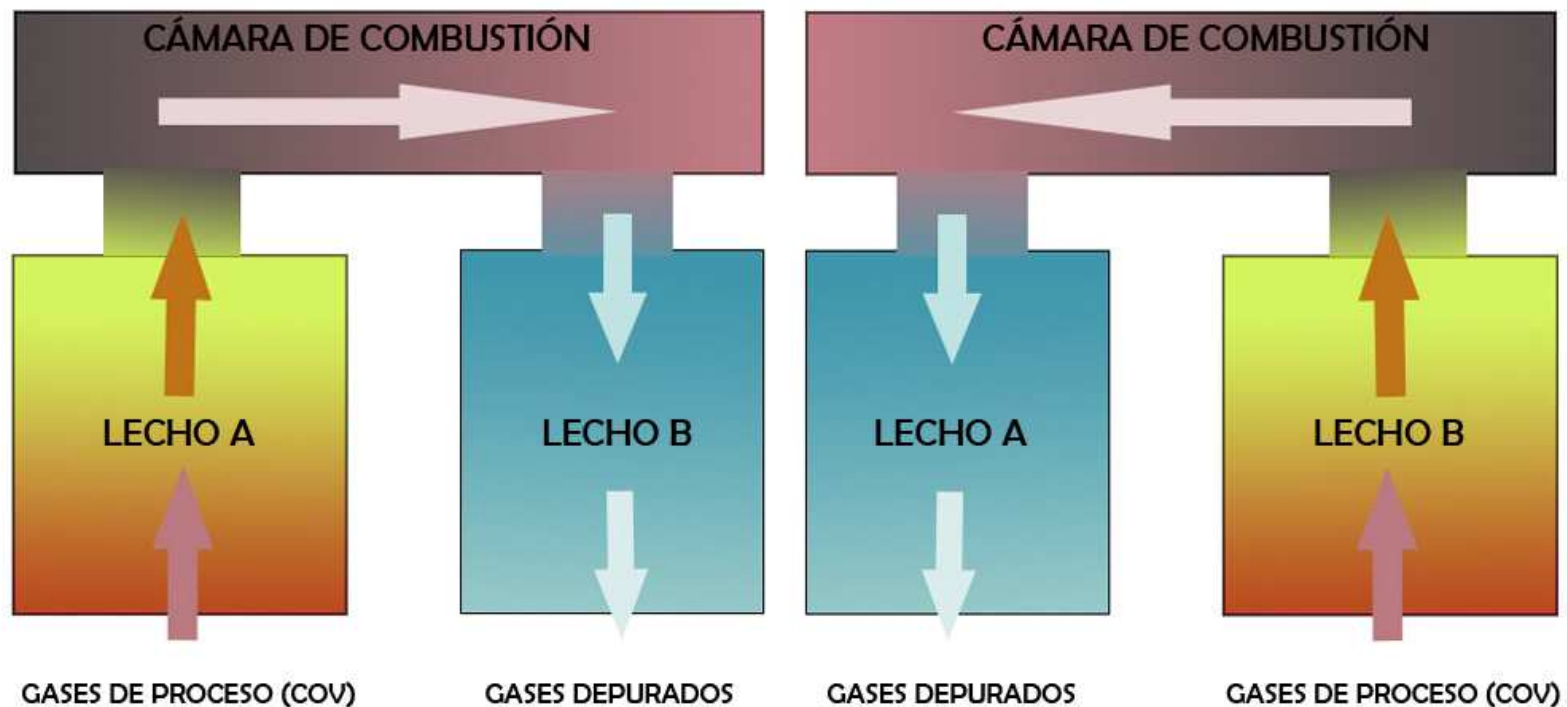 CÁMARA DE COMBUSTIÓN
CÁMARA DE COMBUSTIÓN
LECHO A
LECHO B
LECHO A
LECHO B
GASES DE PROCESO (COV)
GASES DEPURADOS
GASES DEPURADOS
GASES DE PROCESO (COV)